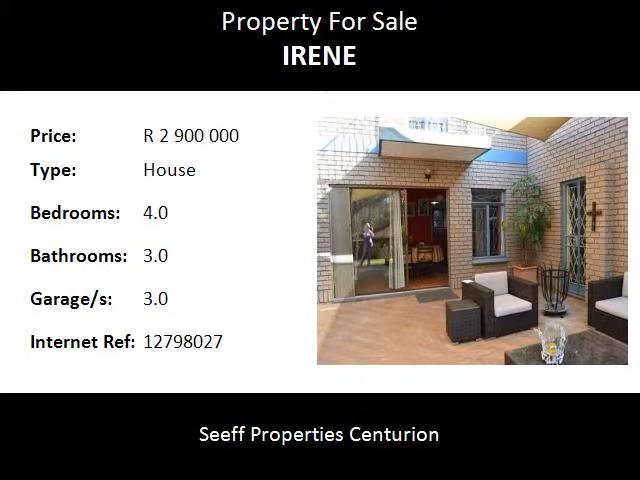 Property For Sale
IRENE
Price: R 2 900 000
Type: House
Bedrooms: 4.0
Bathrooms: 3.0
Garage/s: 3.0
Internet Ref: 12798027
Seeff Properties Centurion